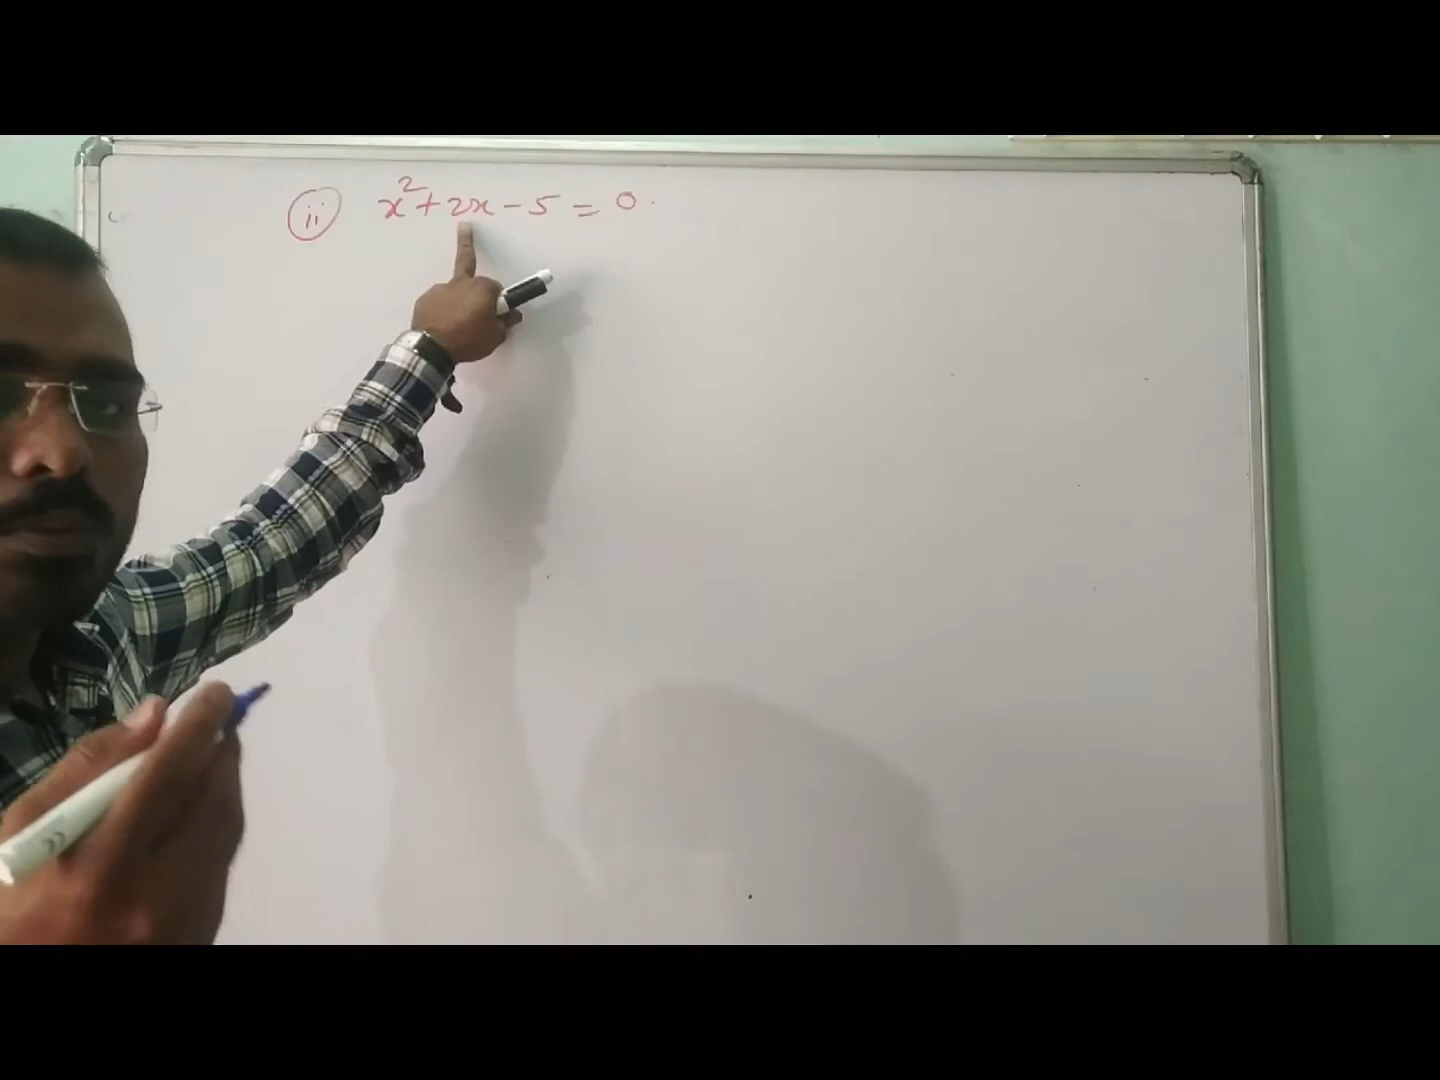 (ii) x² + 2x - 5 = 0.